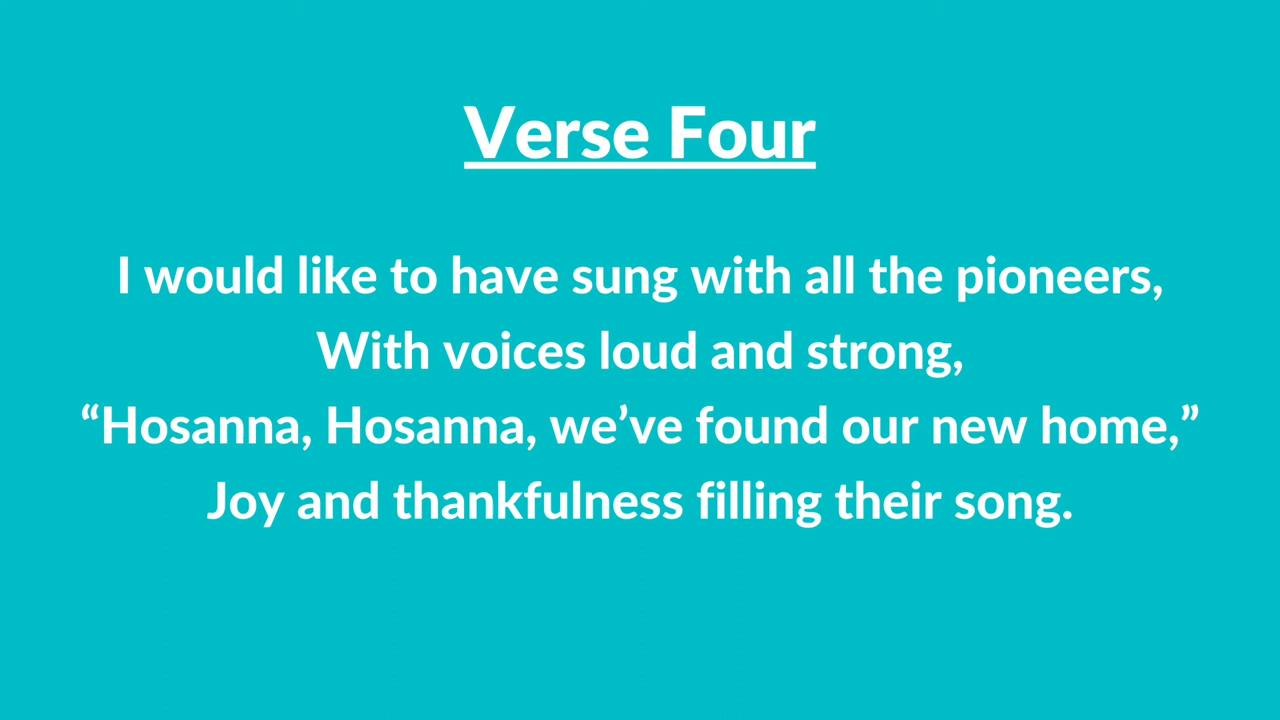 Verse Four
I would like to have sung with all the pioneers,
With voices loud and strong,
“Hosanna, Hosanna, we’ve found our new home,”
Joy and thankfulness filling their song.